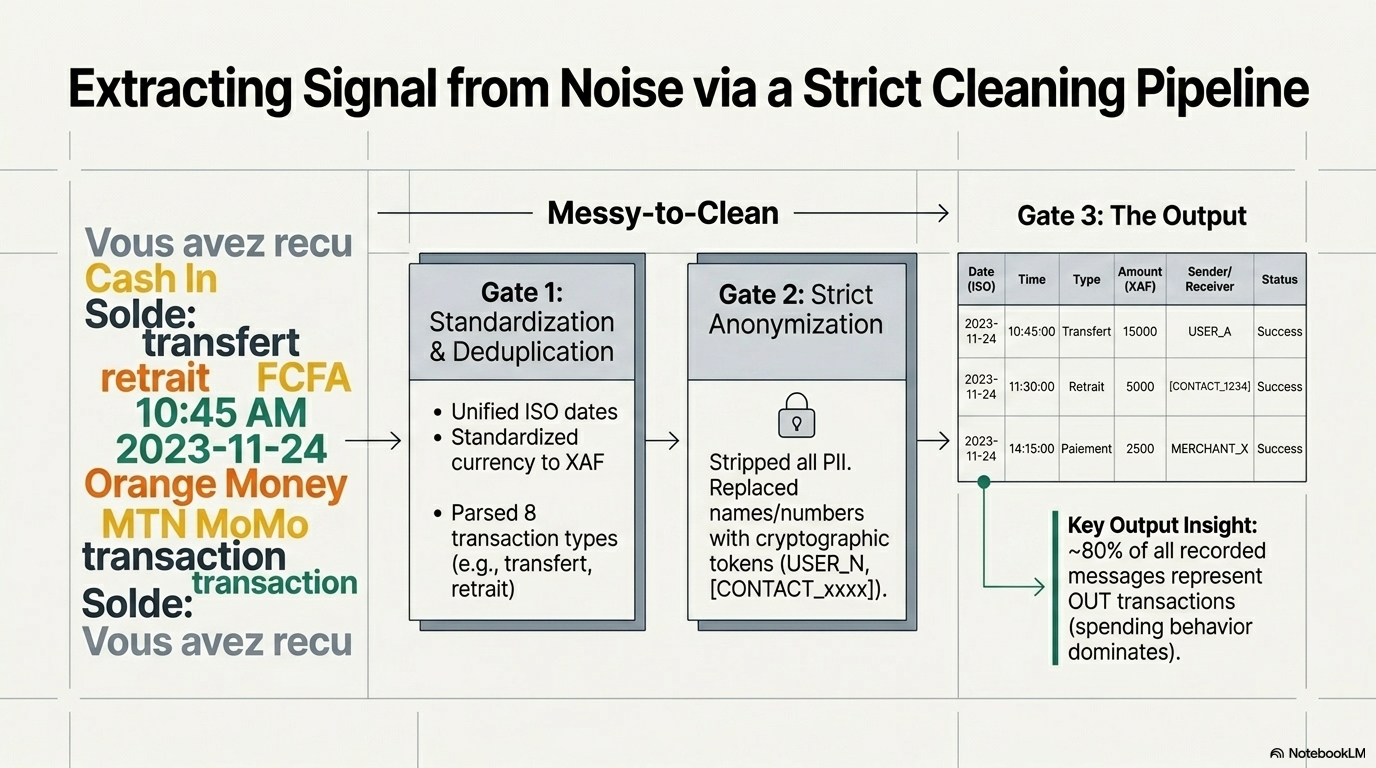 Extracting Signal from Noise via a Strict Cleaning Pipeline
Vous avez recu
Cash In
Solde:
transfert
retrait FCFA
10:45 AM
2023-11-24
Orange Money
MTN MoMo
transaction
transaction
Solde:
Vous avez recu
Messy-to-Clean
Gate 1:
Standardization
& Deduplication
• Unified ISO dates
• Standardized
currency to XAF
• Parsed 8
transaction types
(e.g., transfert,
retrait)
Gate 2: Strict
Anonymization
Stripped all PII.
Replaced
names/numbers
with cryptographic
tokens (USER_N,
[CONTACT_xxxx]).
Gate 3: The Output
Date (ISO) Time Type Amount (XAF) Sender/Receiver Status
2023-11-24 10:45:00 Transfert 15000 USER_A Success
2023-11-24 11:30:00 Retrait 5000 [CONTACT_1234] Success
2023-11-24 14:15:00 Paiement 2500 MERCHANT_X Success
Key Output Insight:
~80% of all recorded
messages represent
OUT transactions
(spending behavior
dominates).
NotebookLM